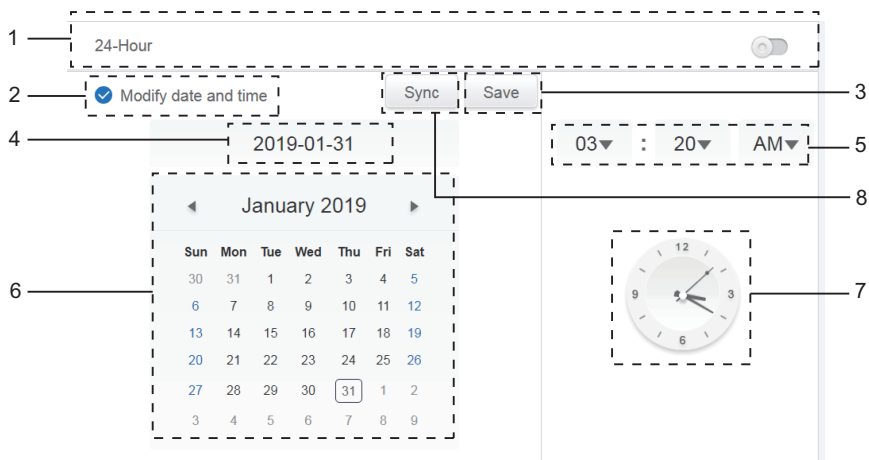 1
24-Hour
2
Modify date and time
Sync
Save
3
4
2019-01-31
03 : 20 AM
5
8
January 2019
Sun Mon Tue Wed Thu Fri Sat
30 31 1 2 3 4 5
6 7 8 9 10 11 12
13 14 15 16 17 18 19
20 21 22 23 24 25 26
27 28 29 30 31 1 2
3 4 5 6 7 8 9
6
12
9 3
6
7